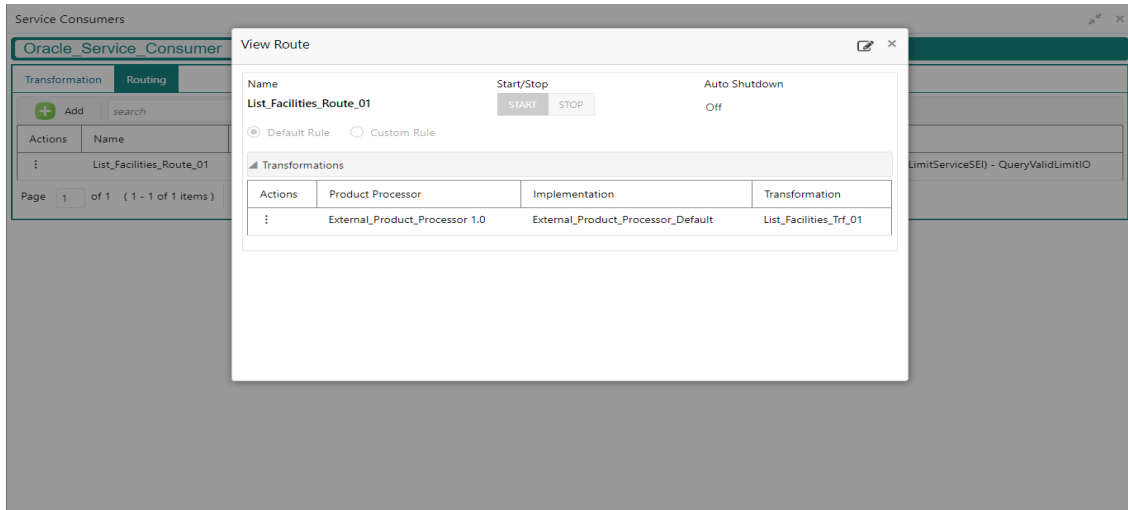 Service Consumers
Oracle_Service_Consumer
Transformation Routing
Add search
Actions Name
List_Facilities_Route_01 LimitServiceSEI) - QueryValidLimitIO
Page 1 of 1 ( 1 - 1 of 1 items )
View Route
Name Start/Stop Auto Shutdown
List_Facilities_Route_01 START STOP Off
Default Rule Custom Rule
Transformations
Actions Product Processor Implementation Transformation
External_Product_Processor 1.0 External_Product_Processor_Default List_Facilities_Trf_01